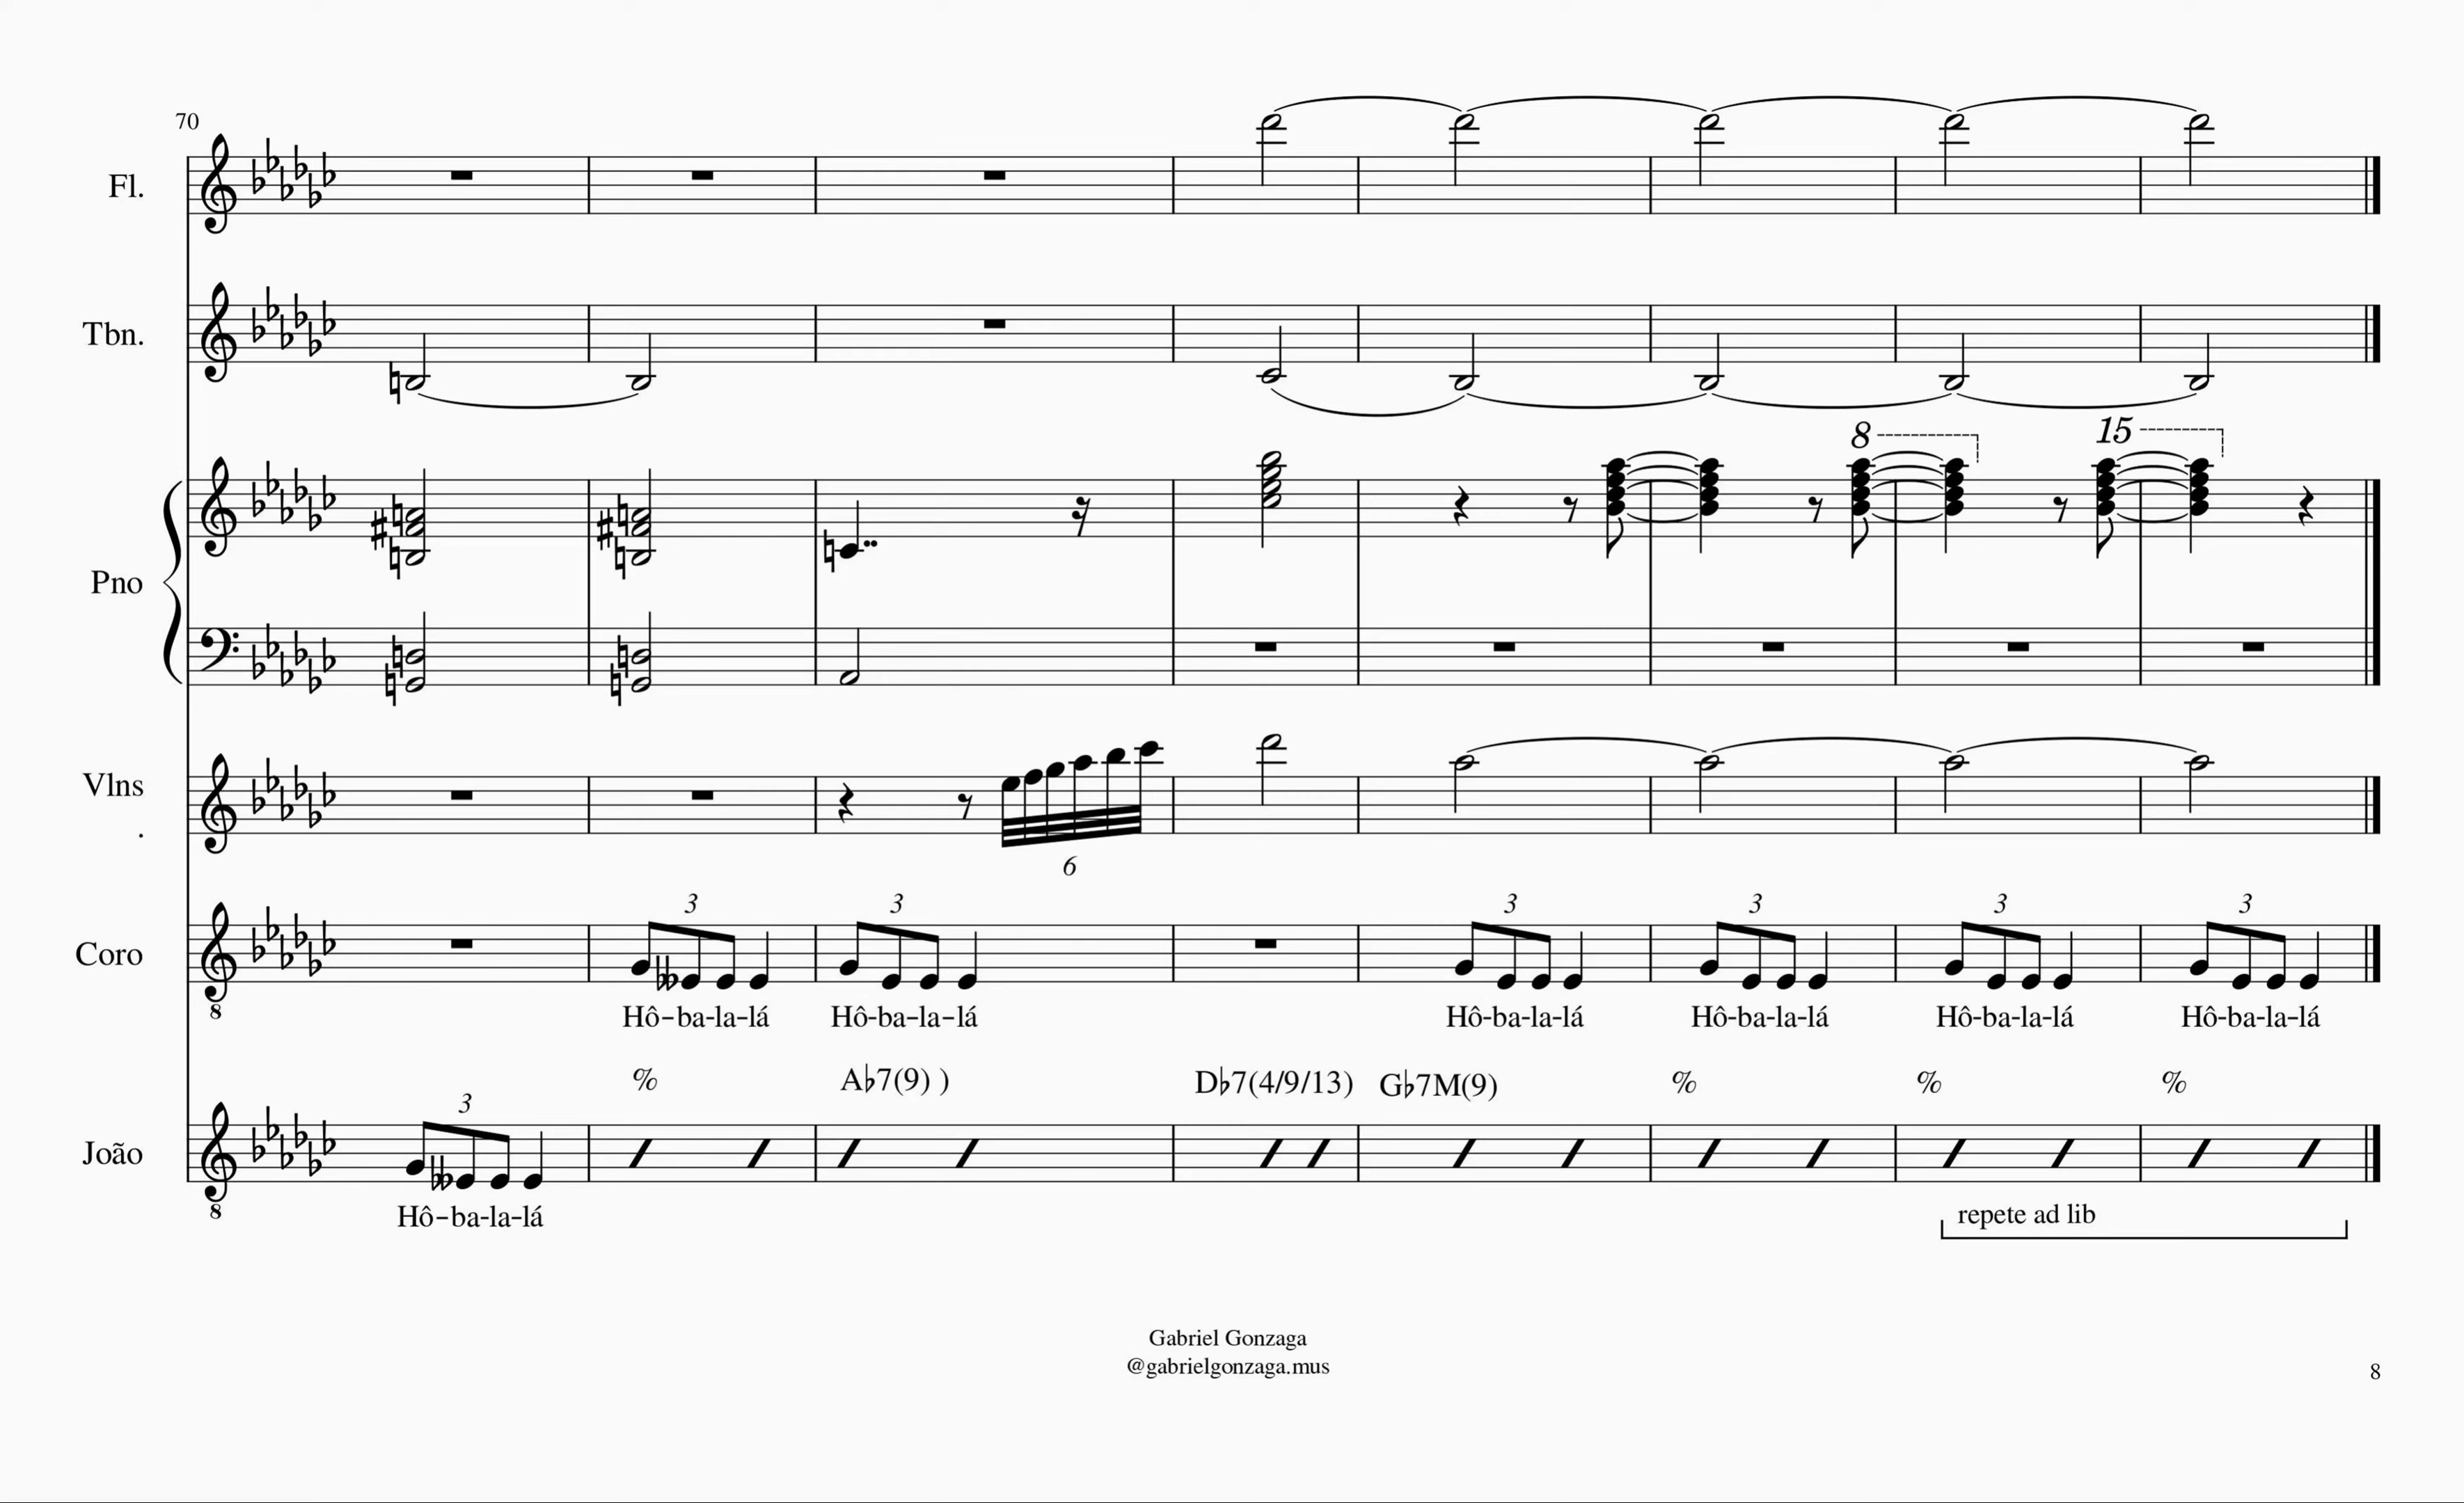 70
Fl.
Tbn.
8 15
Pno
Vlns
.
6
3 3 3 3 3 3
Coro
8
Hô-ba-la-lá Hô-ba-la-lá Hô-ba-la-lá Hô-ba-la-lá Hô-ba-la-lá Hô-ba-la-lá
% A♭7(9) ) D♭7(4/9/13) G♭7M(9) % % %
3
João
8
Hô-ba-la-lá
repete ad lib
Gabriel Gonzaga
@gabrielgonzaga.mus
8